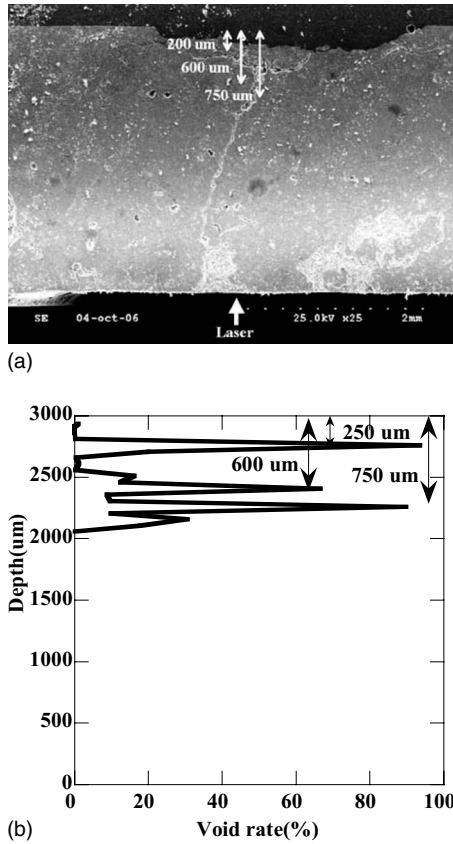 200 um
600 um
750 um
SE 04-oct-06 25.0kV x25 2mm
Laser
(a)
3000
250 um
600 um
750 um
2500
2000
1500
1000
500
0
Depth(um)
0 20 40 60 80 100
Void rate(%)
(b)